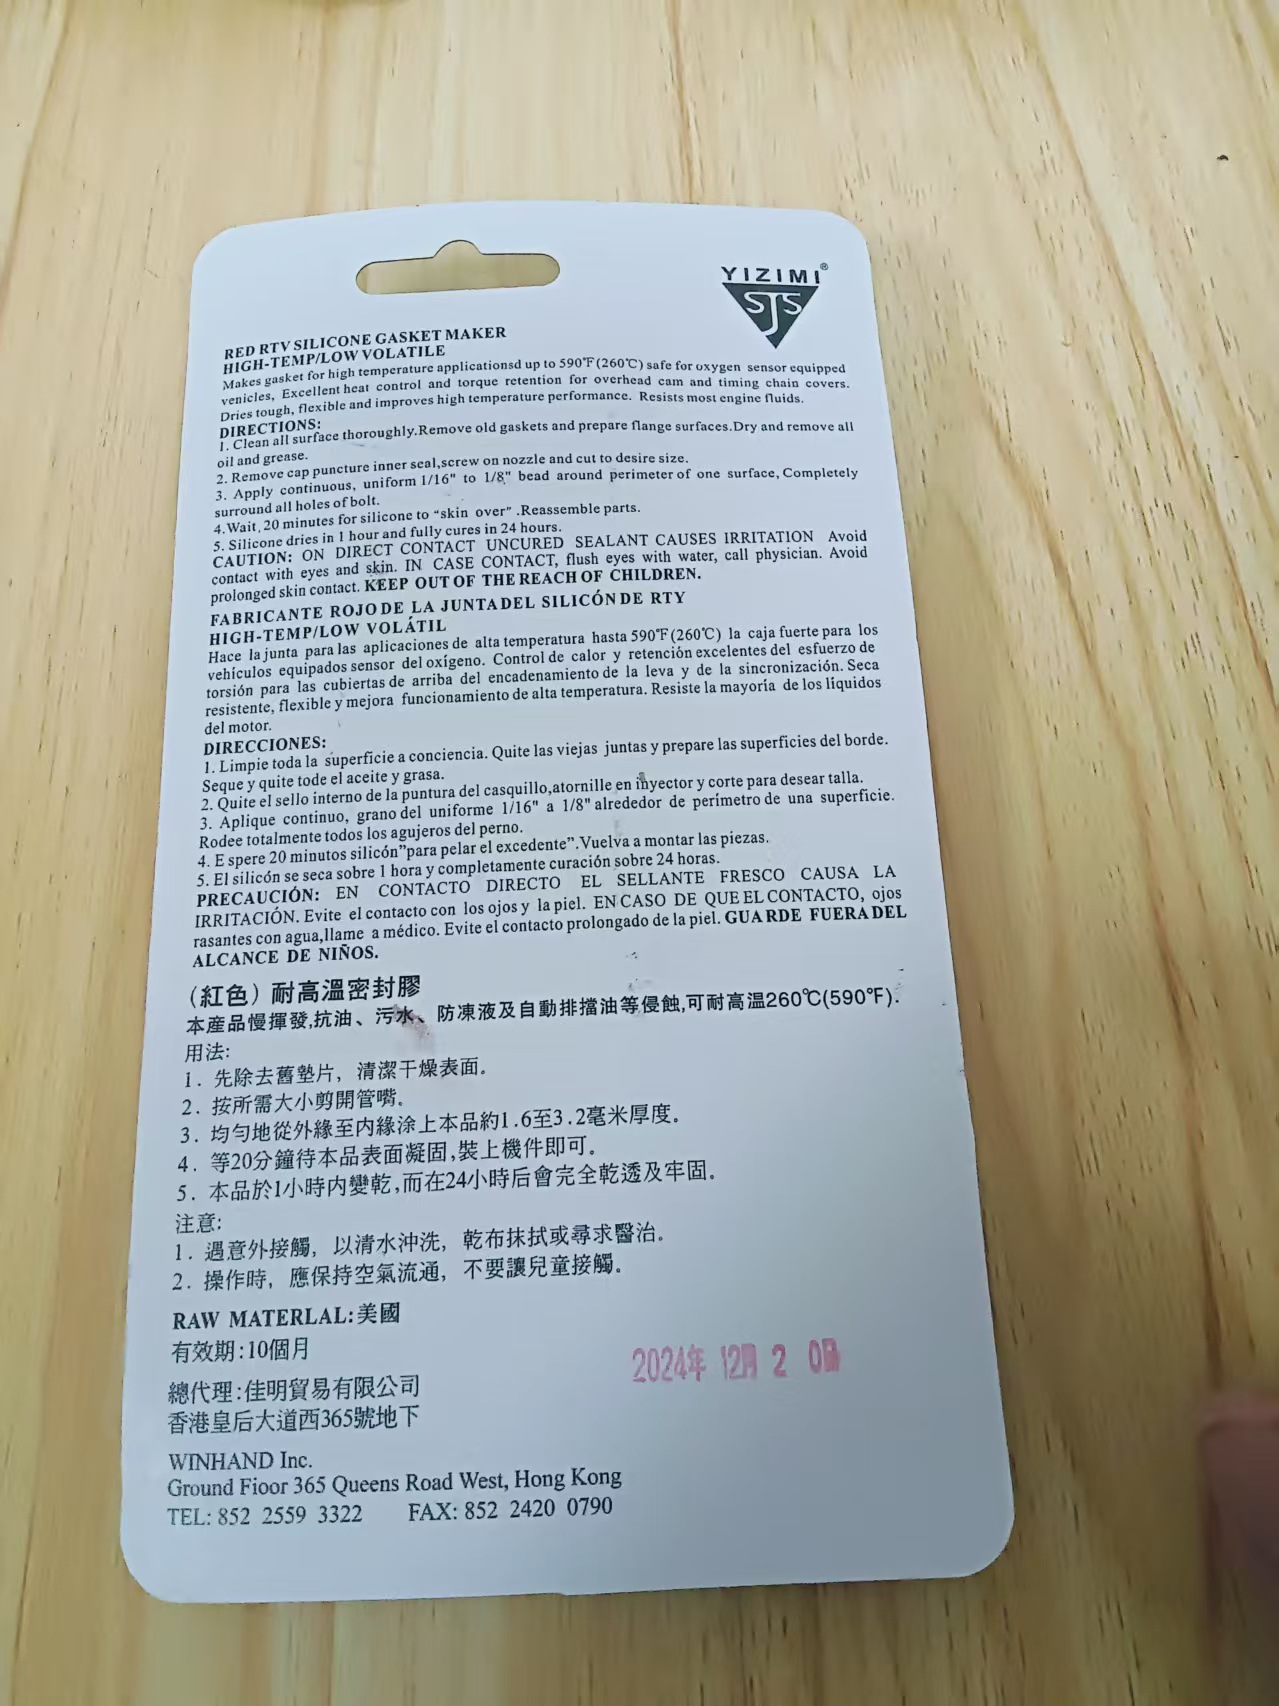 YIZIMI®
SJS
RED RTV SILICONE GASKET MAKER
HIGH-TEMP/LOW VOLATILE
Makes gasket for high temperature applicationsd up to 590℉(260℃) safe for oxygen sensor equipped
venicles, Excellent heat control and torque retention for overhead cam and timing chain covers.
Dries tough, flexible and improves high temperature performance. Resists most engine fluids.
DIRECTIONS:
1. Clean all surface thoroughly.Remove old gaskets and prepare flange surfaces.Dry and remove all
oil and grease.
2. Remove cap puncture inner seal,screw on nozzle and cut to desire size.
3. Apply continuous, uniform 1/16" to 1/8" bead around perimeter of one surface, Completely
surround all holes of bolt.
4.Wait, 20 minutes for silicone to “skin over” .Reassemble parts.
5. Silicone dries in 1 hour and fully cures in 24 hours.
CAUTION: ON DIRECT CONTACT UNCURED SEALANT CAUSES IRRITATION Avoid
contact with eyes and skin. IN CASE CONTACT, flush eyes with water, call physician. Avoid
prolonged skin contact. KEEP OUT OF THE REACH OF CHILDREN.
FABRICANTE ROJO DE LA JUNTADEL SILICÓN DE RTY
HIGH-TEMP/LOW VOLÁTIL
Hace la junta para las aplicaciones de alta temperatura hasta 590℉(260℃) la caja fuerte para los
vehículos equipados sensor del oxígeno. Control de calor y retención excelentes del esfuerzo de
torsión para las cubiertas de arriba del encadenamiento de la leva y de la sincronización. Seca
resistente, flexible y mejora funcionamiento de alta temperatura. Resiste la mayoría de los líquidos
del motor.
DIRECCIONES:
1. Limpie toda la superficie a conciencia. Quite las viejas juntas y prepare las superficies del borde.
Seque y quite tode el aceite y grasa.
2. Quite el sello interno de la puntura del casquillo,atornille en inyector y corte para desear talla.
3. Aplique continuo, grano del uniforme 1/16" a 1/8" alrededor de perímetro de una superficie.
Rodee totalmente todos los agujeros del perno.
4. E spere 20 minutos silicón”para pelar el excedente”.Vuelva a montar las piezas.
5. El silicón se seca sobre 1 hora y completamente curación sobre 24 horas.
PRECAUCIÓN: EN CONTACTO DIRECTO EL SELLANTE FRESCO CAUSA LA
IRRITACIÓN. Evite el contacto con los ojos y la piel. EN CASO DE QUE EL CONTACTO, ojos
rasantes con agua,llame a médico. Evite el contacto prolongado de la piel. GUARDE FUERA DEL
ALCANCE DE NIÑOS.
（紅色）耐高溫密封膠
本產品慢揮發,抗油、污水、防凍液及自動排擋油等侵蝕,可耐高溫260℃(590℉).
用法:
1. 先除去舊墊片，清潔干燥表面。
2. 按所需大小剪開管嘴。
3. 均勻地從外緣至内緣涂上本品約1.6至3.2毫米厚度。
4. 等20分鐘待本品表面凝固,裝上機件即可。
5. 本品於1小時内變乾,而在24小時后會完全乾透及牢固。
注意:
1. 遇意外接觸，以清水沖洗，乾布抹拭或尋求醫治。
2. 操作時，應保持空氣流通，不要讓兒童接觸。
RAW MATERLAL:美國
有效期:10個月
2024年 12月 2 0日
總代理:佳明貿易有限公司
香港皇后大道西365號地下
WINHAND Inc.
Ground Fioor 365 Queens Road West, Hong Kong
TEL: 852 2559 3322 FAX: 852 2420 0790